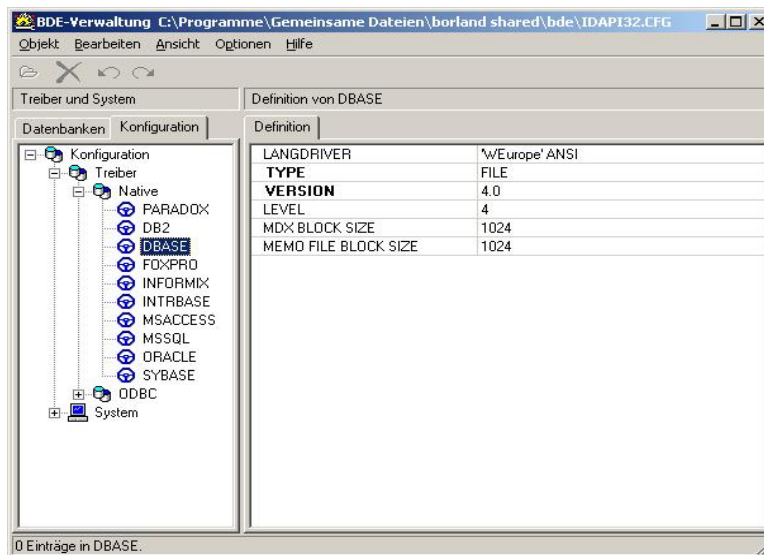 BDE-Verwaltung C:\Programme\Gemeinsame Dateien\borland shared\bde\IDAPI32.CFG
Objekt Bearbeiten Ansicht Optionen Hilfe
Treiber und System
Definition von DBASE
Datenbanken Konfiguration
Definition
Konfiguration
Treiber
Native
PARADOX
DB2
DBASE
FOXPRO
INFORMIX
INTRBASE
MSACCESS
MSSQL
ORACLE
SYBASE
ODBC
System
LANGDRIVER 'WEurope' ANSI
TYPE FILE
VERSION 4.0
LEVEL 4
MDX BLOCK SIZE 1024
MEMO FILE BLOCK SIZE 1024
0 Einträge in DBASE.